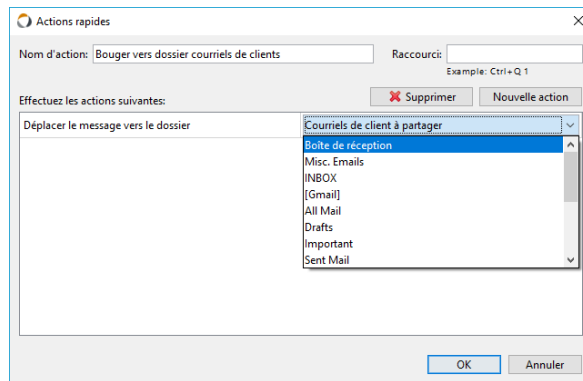 Actions rapides
Nom d'action: Bouger vers dossier courriels de clients Raccourci:
Example: Ctrl+Q 1
Effectuez les actions suivantes: Supprimer Nouvelle action
Déplacer le message vers le dossier Courriels de client à partager
Boîte de réception
Misc. Emails
INBOX
[Gmail]
All Mail
Drafts
Important
Sent Mail
OK Annuler